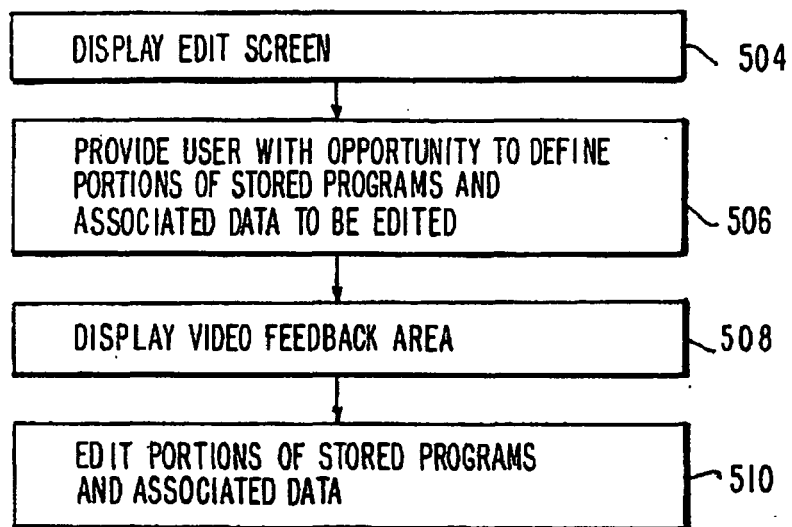 DISPLAY EDIT SCREEN
504
PROVIDE USER WITH OPPORTUNITY TO DEFINE
PORTIONS OF STORED PROGRAMS AND
ASSOCIATED DATA TO BE EDITED
506
DISPLAY VIDEO FEEDBACK AREA
508
EDIT PORTIONS OF STORED PROGRAMS
AND ASSOCIATED DATA
510